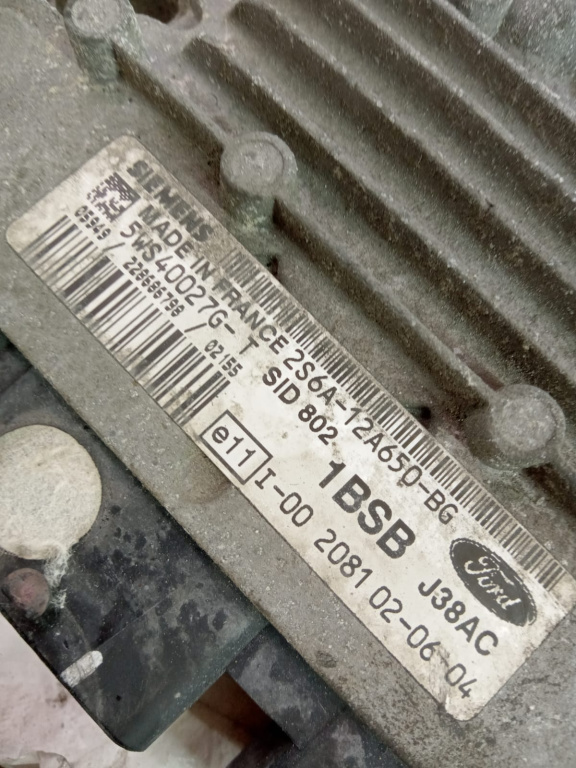 SIEMENS
MADE IN FRANCE 2S6A-12A650-BG
5WS40027G-T SID 802
1BSB
Ford
05949 / 228686798 / 02155
e11 I-00 2081 02-06-04
J38AC